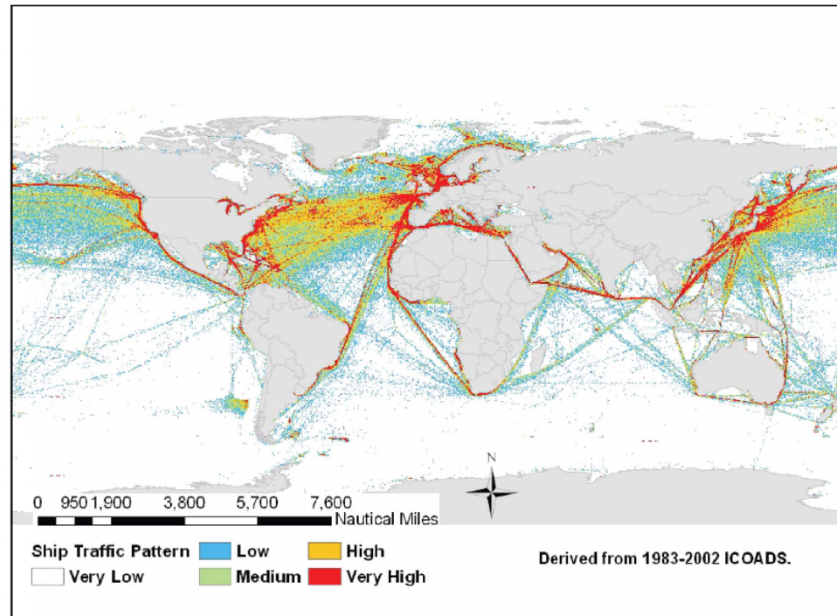 N
0 950 1,900 3,800 5,700 7,600
Nautical Miles
Ship Traffic Pattern
Low
High
Very Low
Medium
Very High
Derived from 1983-2002 ICOADS.